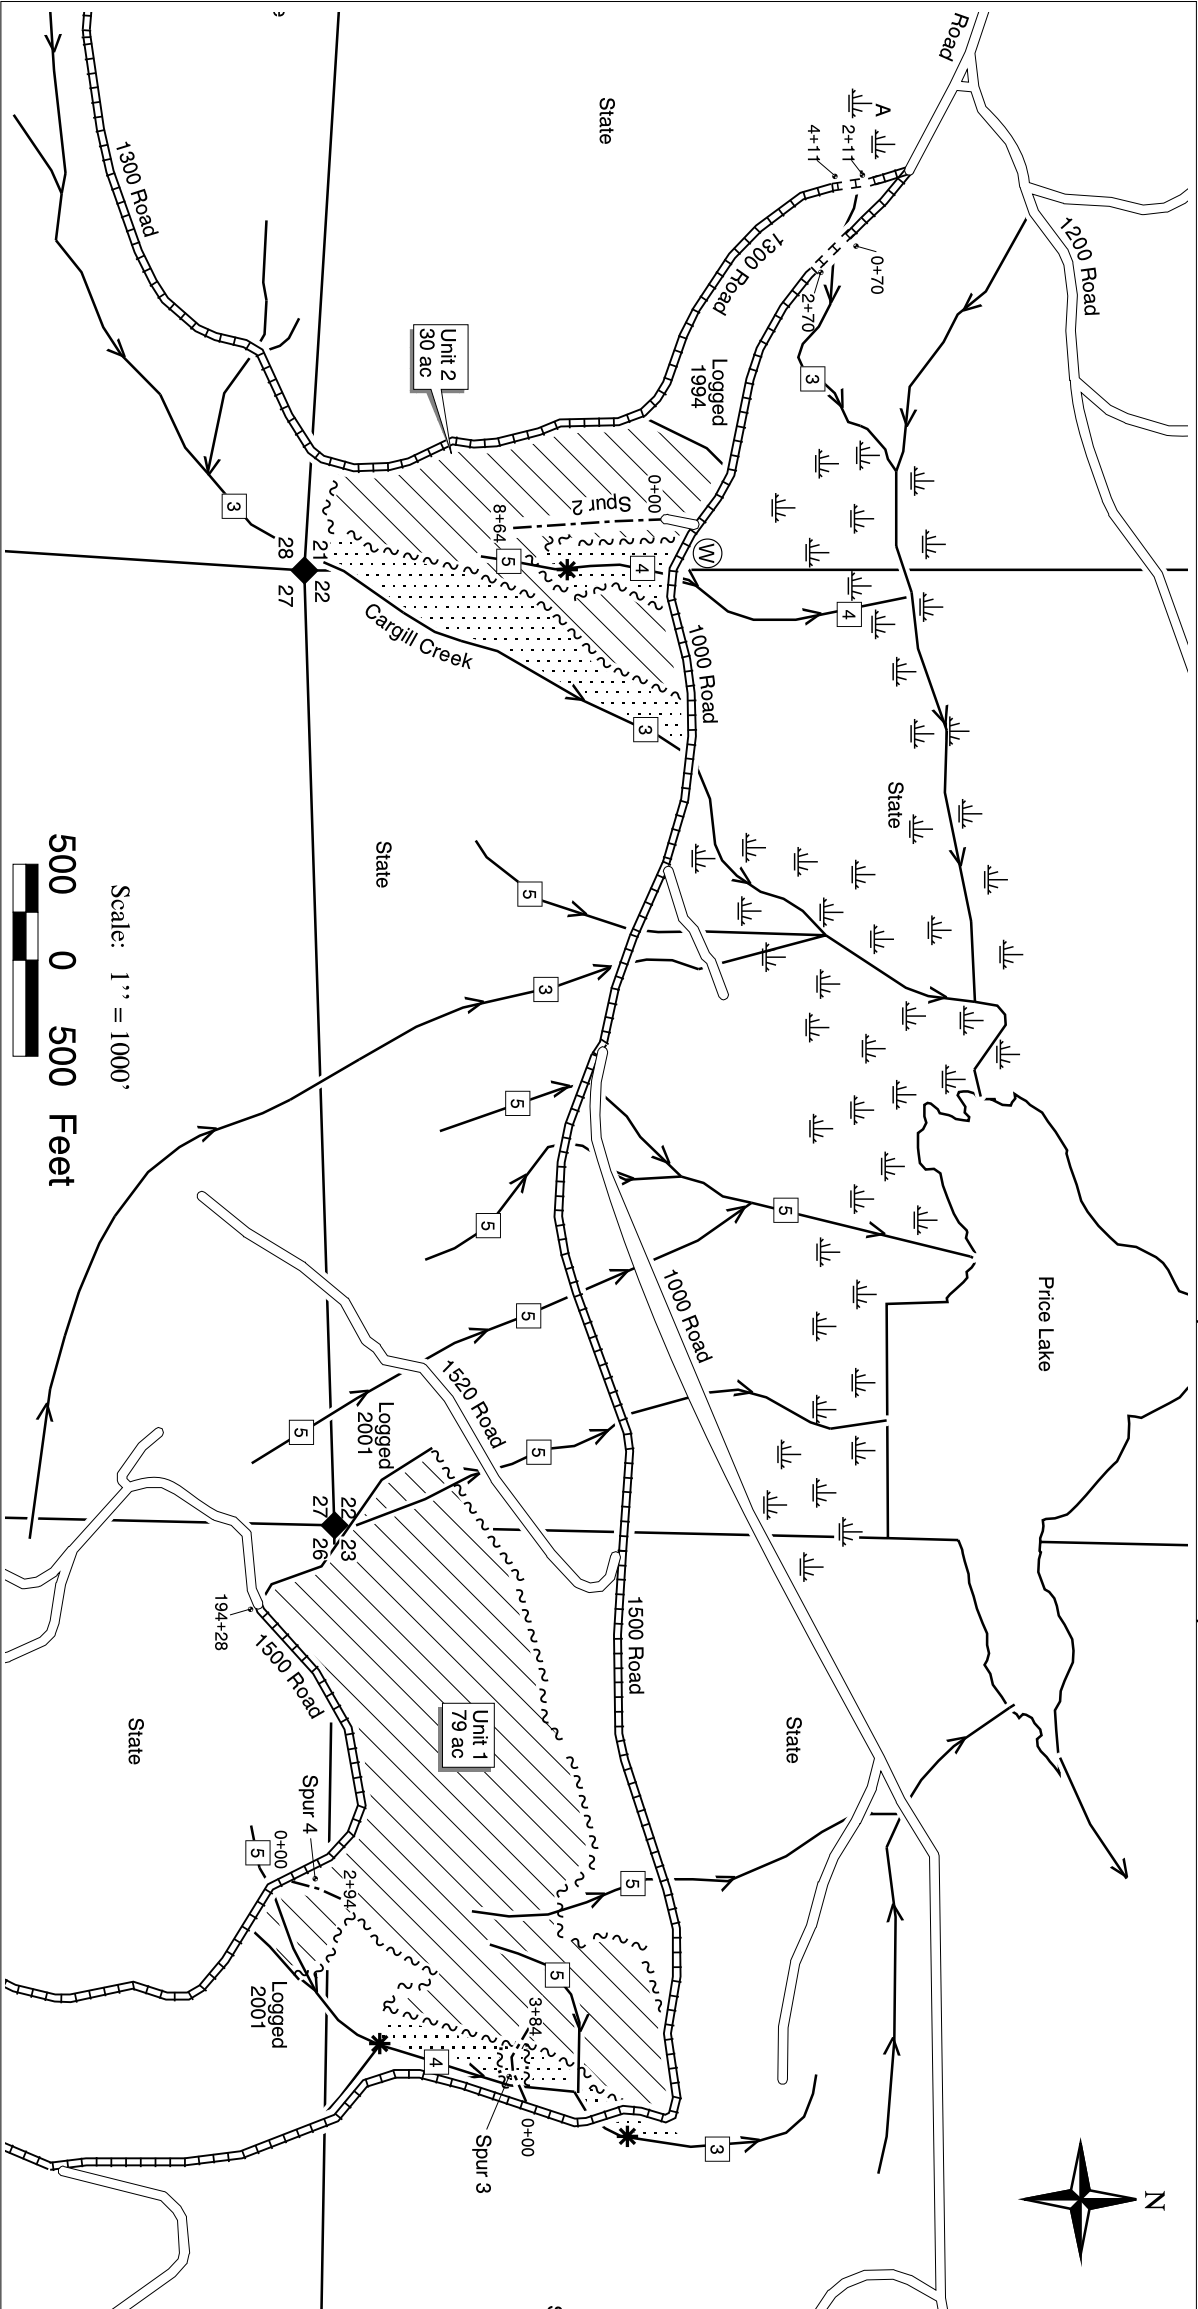 Road
A
2+11
4+11
State
1300 Road
1200 Road
0+70
2+70
1300 Road
3
Logged
1994
Unit 2
30 ac
0+00
Spur 2
8+64
5
4
W
3
21
22
28
27
4
Cargill Creek
1000 Road
3
State
State
5
3
5
5
5
5
1000 Road
Price Lake
1520 Road
Logged
2001
5
5
22
23
27
26
194+28
1500 Road
1500 Road
Unit 1
79 ac
State
State
Spur 4
0+00
2+94
5
5
5
Logged
2001
3+84
4
0+00
Spur 3
3
N
Scale: 1'' = 1000'
500 0 500 Feet